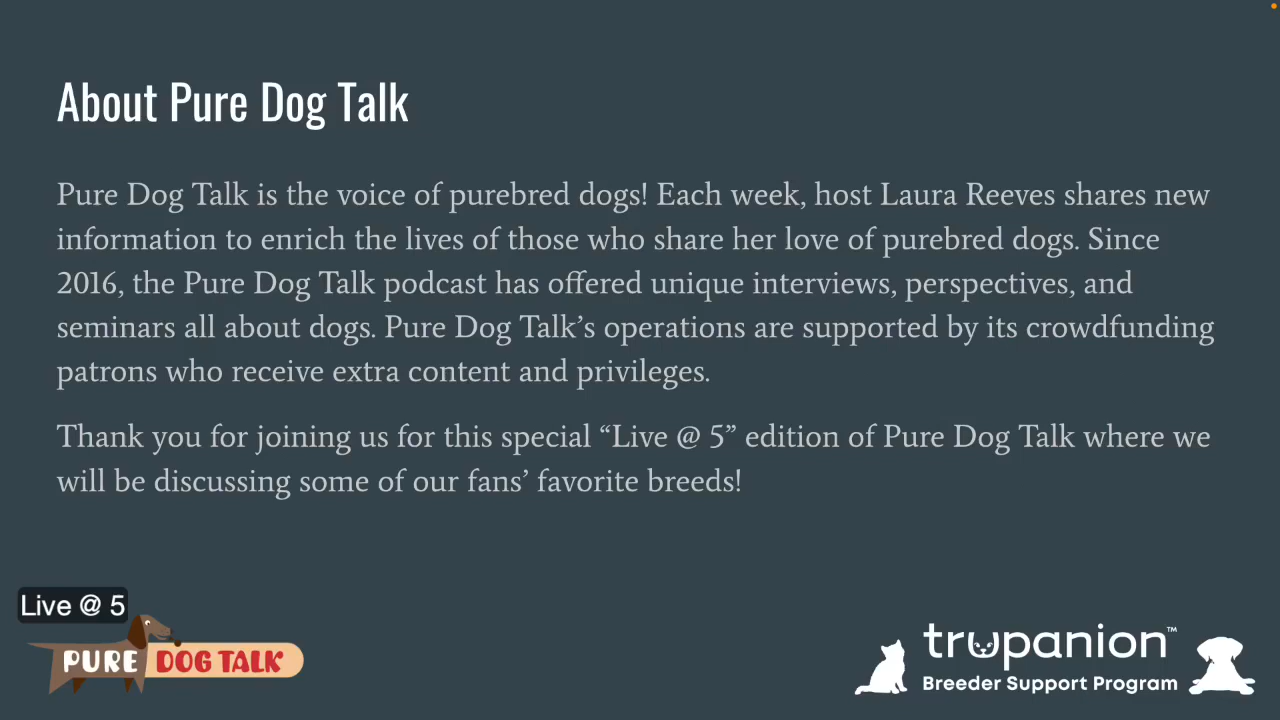 About Pure Dog Talk
Pure Dog Talk is the voice of purebred dogs! Each week, host Laura Reeves shares new
information to enrich the lives of those who share her love of purebred dogs. Since
2016, the Pure Dog Talk podcast has offered unique interviews, perspectives, and
seminars all about dogs. Pure Dog Talk’s operations are supported by its crowdfunding
patrons who receive extra content and privileges.
Thank you for joining us for this special “Live @ 5” edition of Pure Dog Talk where we
will be discussing some of our fans’ favorite breeds!
Live @ 5
PURE DOG TALK
trupanion™
Breeder Support Program